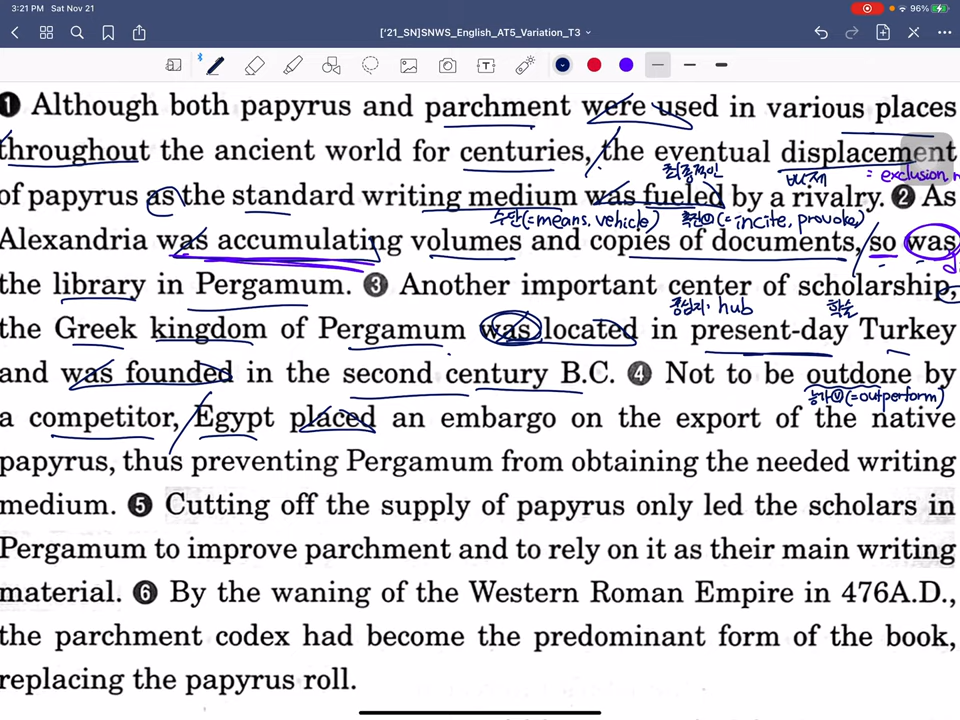 3:21 PM Sat Nov 21
96%
['21_SN]SNWS_English_AT5_Variation_T3
❶ Although both papyrus and parchment were used in various places
throughout the ancient world for centuries, the eventual displacement
최종적인
배제
= exclusion,
of papyrus as the standard writing medium was fueled by a rivalry. ❷ As
수단(=means, vehicle)
(=incite, provoke)
Alexandria was accumulating volumes and copies of documents, so was
the library in Pergamum. ❸ Another important center of scholarship,
중심지·hub
학술
the Greek kingdom of Pergamum was located in present-day Turkey
and was founded in the second century B.C. ❹ Not to be outdone by
능가ⓥ(=outperform)
a competitor, Egypt placed an embargo on the export of the native
papyrus, thus preventing Pergamum from obtaining the needed writing
medium. ❺ Cutting off the supply of papyrus only led the scholars in
Pergamum to improve parchment and to rely on it as their main writing
material. ❻ By the waning of the Western Roman Empire in 476A.D.,
the parchment codex had become the predominant form of the book,
replacing the papyrus roll.